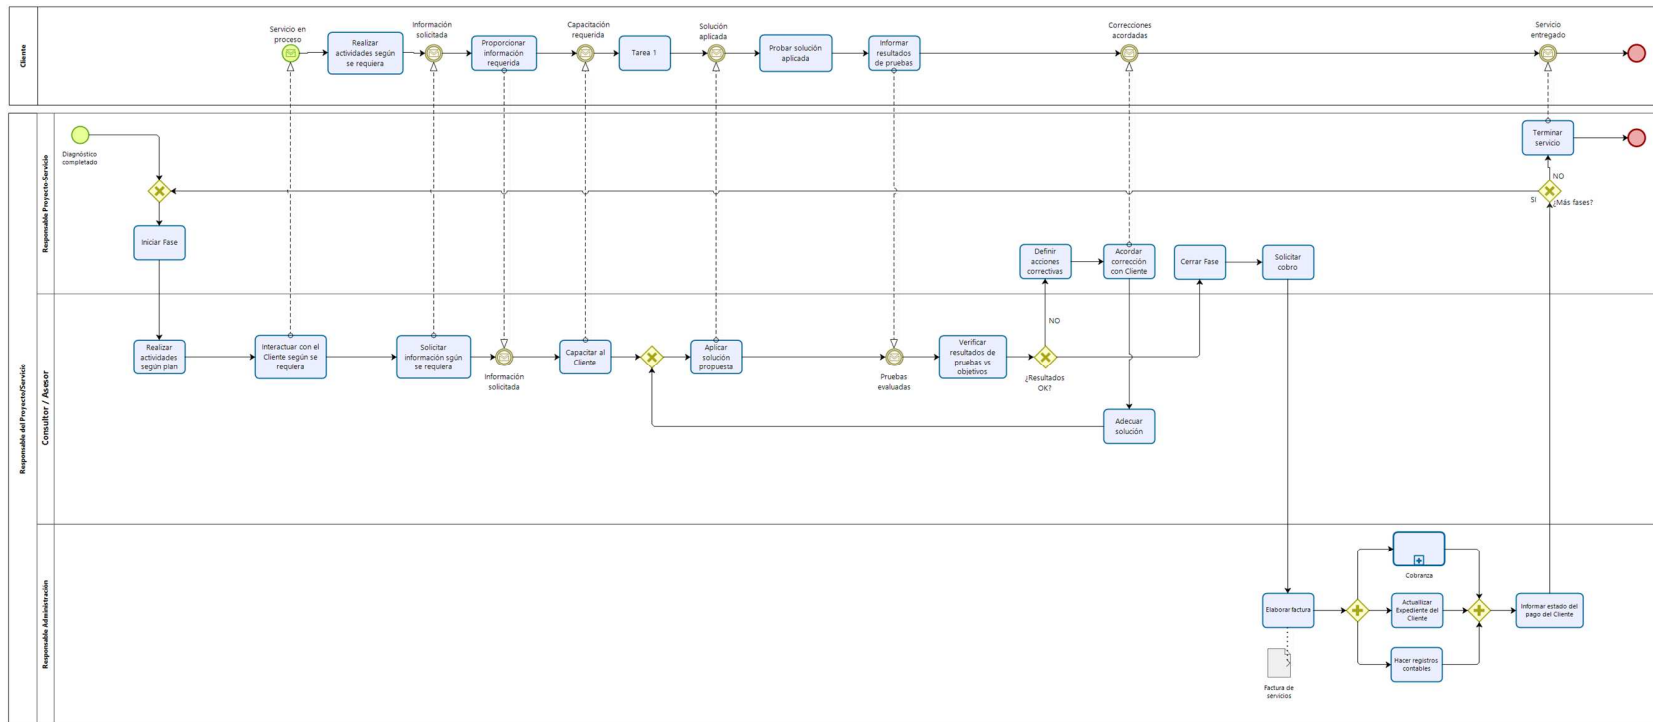 Cliente
Servicio en
proceso
Realizar
actividades según
se requiera
Información
solicitada
Proporcionar
información
requerida
Capacitación
requerida
Tarea 1
Solución
aplicada
Probar solución
aplicada
Informar
resultados
de pruebas
Correcciones
acordadas
Servicio
entregado
Responsable del Proyecto/Servicio
Responsable Proyecto-Servicio
Diagnóstico
completado
Iniciar Fase
Definir
acciones
correctivas
Acordar
corrección
con Cliente
Cerrar Fase
Solicitar
cobro
Terminar
servicio
NO
SI
¿Más fases?
Consultor / Asesor
Realizar
actividades
según plan
Interactuar con el
Cliente según se
requiera
Solicitar
información sgún
se requiera
Información
solicitada
Capacitar al
Cliente
Aplicar
solución
propuesta
Pruebas
evaluadas
Verificar
resultados de
pruebas vs
objetivos
NO
¿Resultados
OK?
Adecuar
solución
Responsable Administración
Elaborar factura
Factura de
servicios
Cobranza
Actuallizar
Expediente del
Cliente
Hacer registros
contables
Informar estado del
pago del Cliente